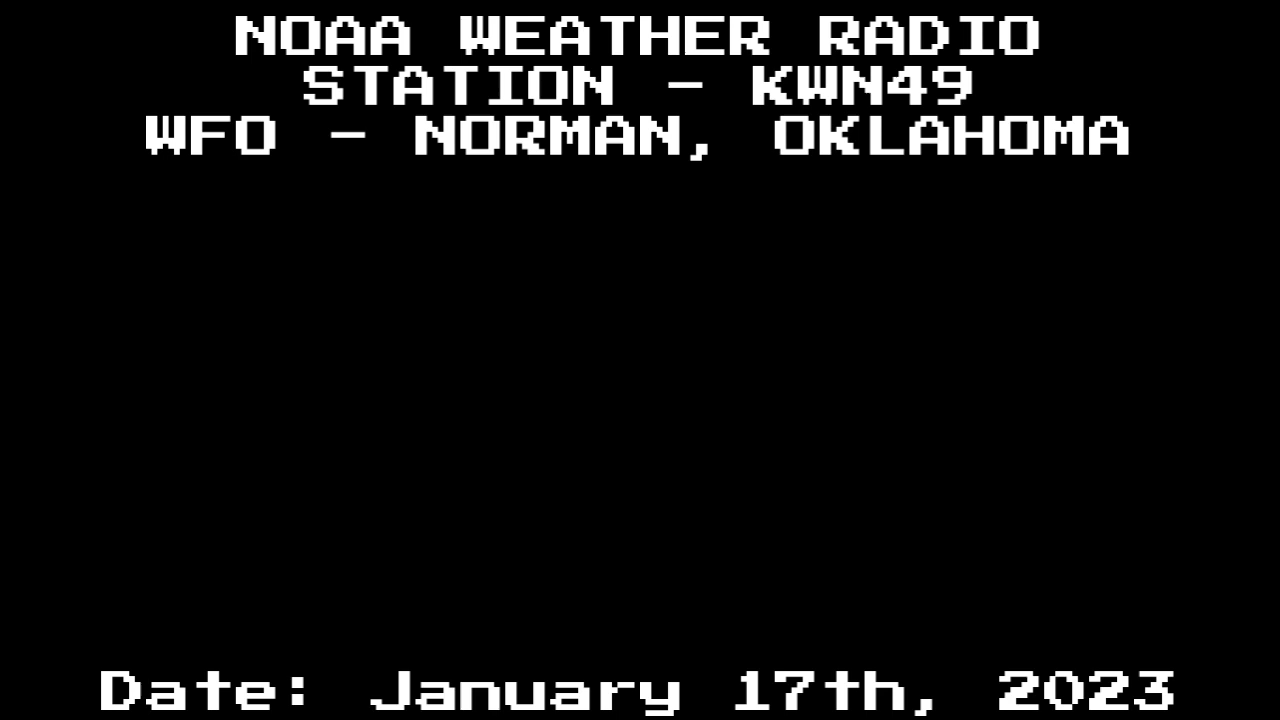 NOAA WEATHER RADIO
STATION - KWN49
WFO - NORMAN, OKLAHOMA
Date: January 17th, 2023